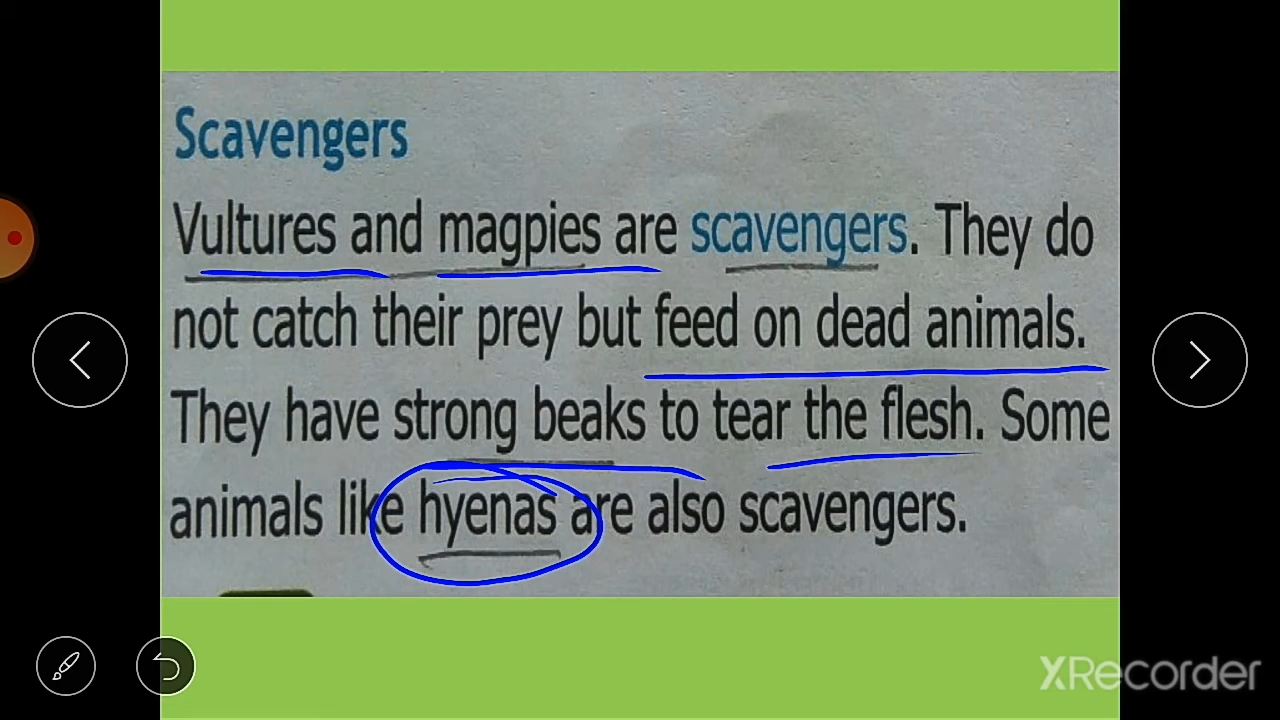 Scavengers
Vultures and magpies are scavengers. They do
not catch their prey but feed on dead animals.
They have strong beaks to tear the flesh. Some
animals like hyenas are also scavengers.
XRecorder